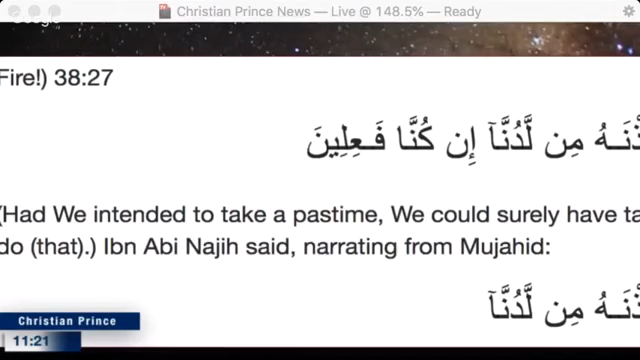 Christian Prince News — Live @ 148.5% — Ready
Fire!) 38:27
مِن لَّدُنَّآ إِن كُنَّا فَـعِلِينَ
(Had We intended to take a pastime, We could surely have ta
do (that).) Ibn Abi Najih said, narrating from Mujahid:
مِن لَّدُنَّآ
Christian Prince
11:21